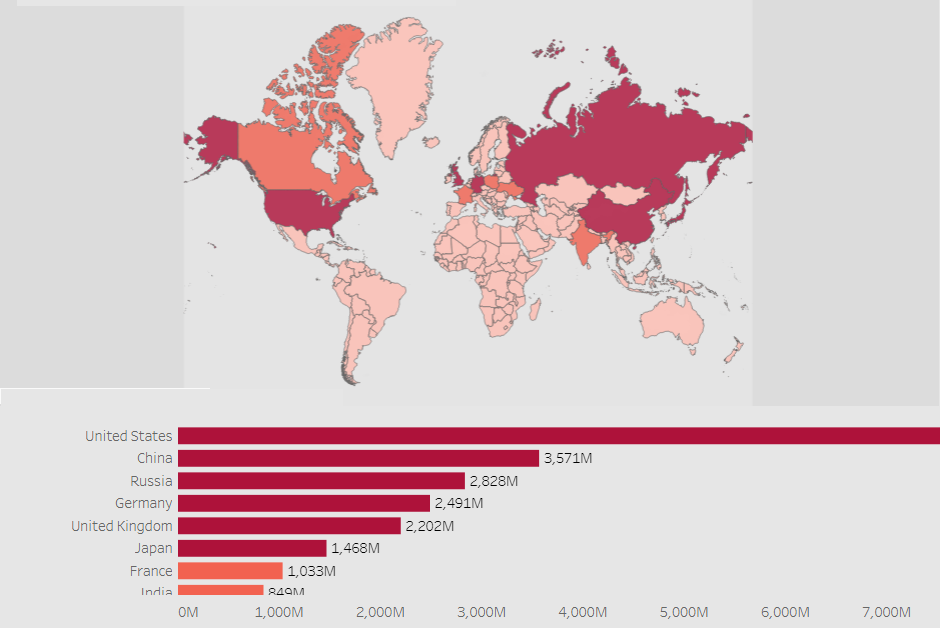 United States
China 3,571M
Russia 2,828M
Germany 2,491M
United Kingdom 2,202M
Japan 1,468M
France 1,033M
India 849M
0M 1,000M 2,000M 3,000M 4,000M 5,000M 6,000M 7,000M